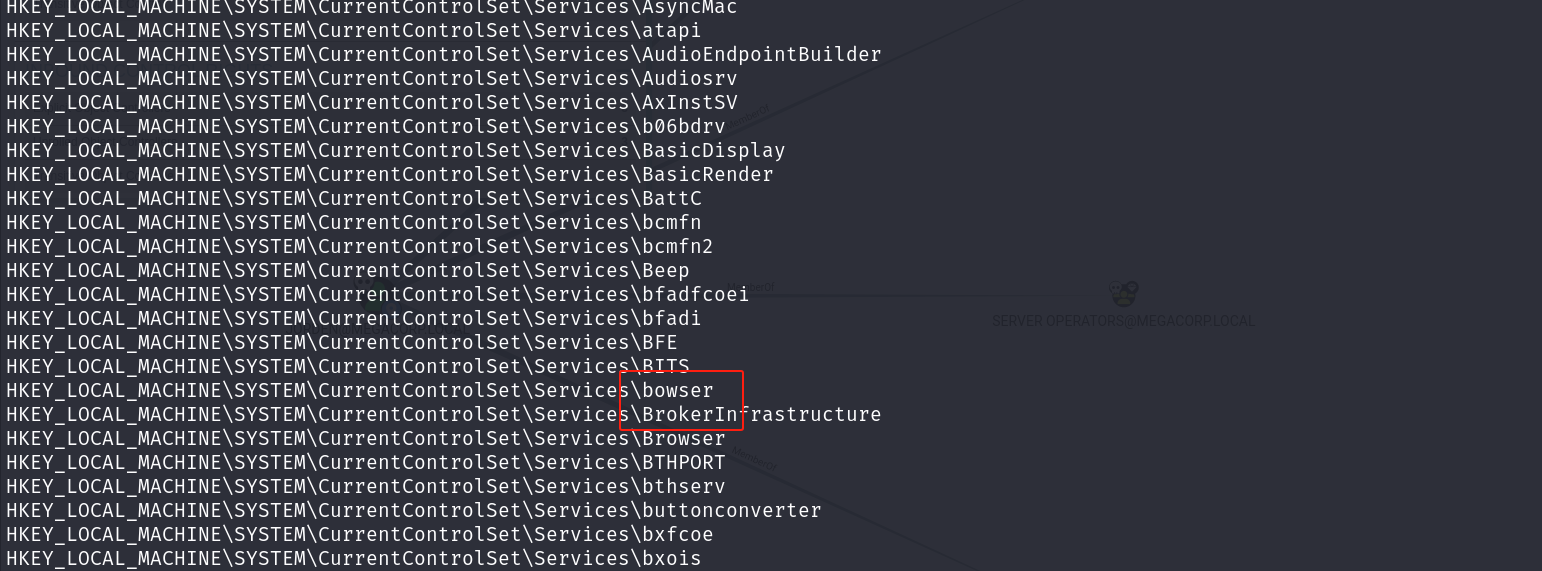 HKEY_LOCAL_MACHINE\SYSTEM\CurrentControlSet\Services\AsyncMac
HKEY_LOCAL_MACHINE\SYSTEM\CurrentControlSet\Services\atapi
HKEY_LOCAL_MACHINE\SYSTEM\CurrentControlSet\Services\AudioEndpointBuilder
HKEY_LOCAL_MACHINE\SYSTEM\CurrentControlSet\Services\Audiosrv
HKEY_LOCAL_MACHINE\SYSTEM\CurrentControlSet\Services\AxInstSV
MemberOf
HKEY_LOCAL_MACHINE\SYSTEM\CurrentControlSet\Services\b06bdrv
HKEY_LOCAL_MACHINE\SYSTEM\CurrentControlSet\Services\BasicDisplay
HKEY_LOCAL_MACHINE\SYSTEM\CurrentControlSet\Services\BasicRender
HKEY_LOCAL_MACHINE\SYSTEM\CurrentControlSet\Services\BattC
HKEY_LOCAL_MACHINE\SYSTEM\CurrentControlSet\Services\bcmfn
HKEY_LOCAL_MACHINE\SYSTEM\CurrentControlSet\Services\bcmfn2
HKEY_LOCAL_MACHINE\SYSTEM\CurrentControlSet\Services\Beep
MemberOf
HKEY_LOCAL_MACHINE\SYSTEM\CurrentControlSet\Services\bfadfcoei
HKEY_LOCAL_MACHINE\SYSTEM\CurrentControlSet\Services\bfadi
SERVER OPERATORS@MEGACORP.LOCAL
HKEY_LOCAL_MACHINE\SYSTEM\CurrentControlSet\Services\BFE
HKEY_LOCAL_MACHINE\SYSTEM\CurrentControlSet\Services\BITS
HKEY_LOCAL_MACHINE\SYSTEM\CurrentControlSet\Services\bowser
HKEY_LOCAL_MACHINE\SYSTEM\CurrentControlSet\Services\BrokerInfrastructure
HKEY_LOCAL_MACHINE\SYSTEM\CurrentControlSet\Services\Browser
MemberOf
HKEY_LOCAL_MACHINE\SYSTEM\CurrentControlSet\Services\BTHPORT
HKEY_LOCAL_MACHINE\SYSTEM\CurrentControlSet\Services\bthserv
HKEY_LOCAL_MACHINE\SYSTEM\CurrentControlSet\Services\buttonconverter
HKEY_LOCAL_MACHINE\SYSTEM\CurrentControlSet\Services\bxfcoe
HKEY_LOCAL_MACHINE\SYSTEM\CurrentControlSet\Services\bxois